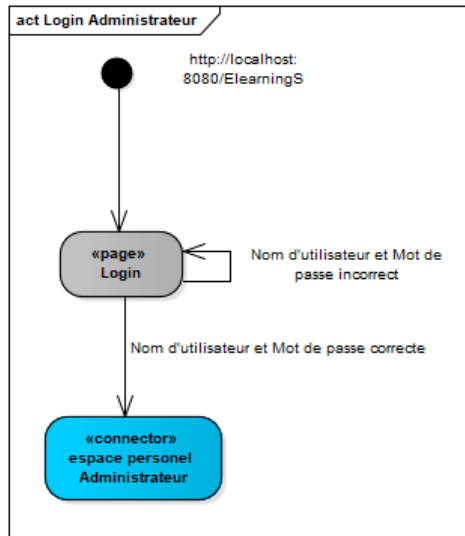 act Login Administrateur
http://localhost:
8080/ElearningS
«page»
Login
Nom d'utilisateur et Mot de
passe incorrect
Nom d'utilisateur et Mot de passe correcte
«connector»
espace personel
Administrateur